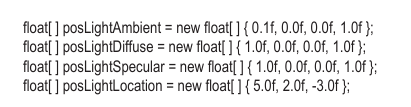 float[ ] posLightAmbient = new float[ ] { 0.1f, 0.0f, 0.0f, 1.0f };
float[ ] posLightDiffuse = new float[ ] { 1.0f, 0.0f, 0.0f, 1.0f };
float[ ] posLightSpecular = new float[ ] { 1.0f, 0.0f, 0.0f, 1.0f };
float[ ] posLightLocation = new float[ ] { 5.0f, 2.0f, -3.0f };